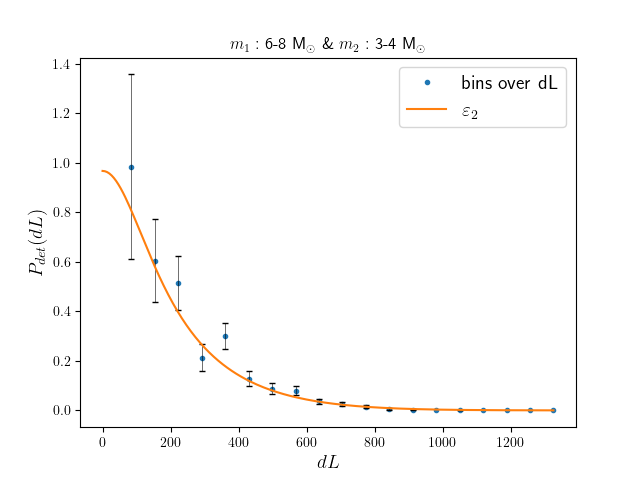 m₁ : 6-8 M⊙ & m₂ : 3-4 M⊙
bins over dL
ε₂
P_det(dL)
1.4
1.2
1.0
0.8
0.6
0.4
0.2
0.0
0 200 400 600 800 1000 1200
dL